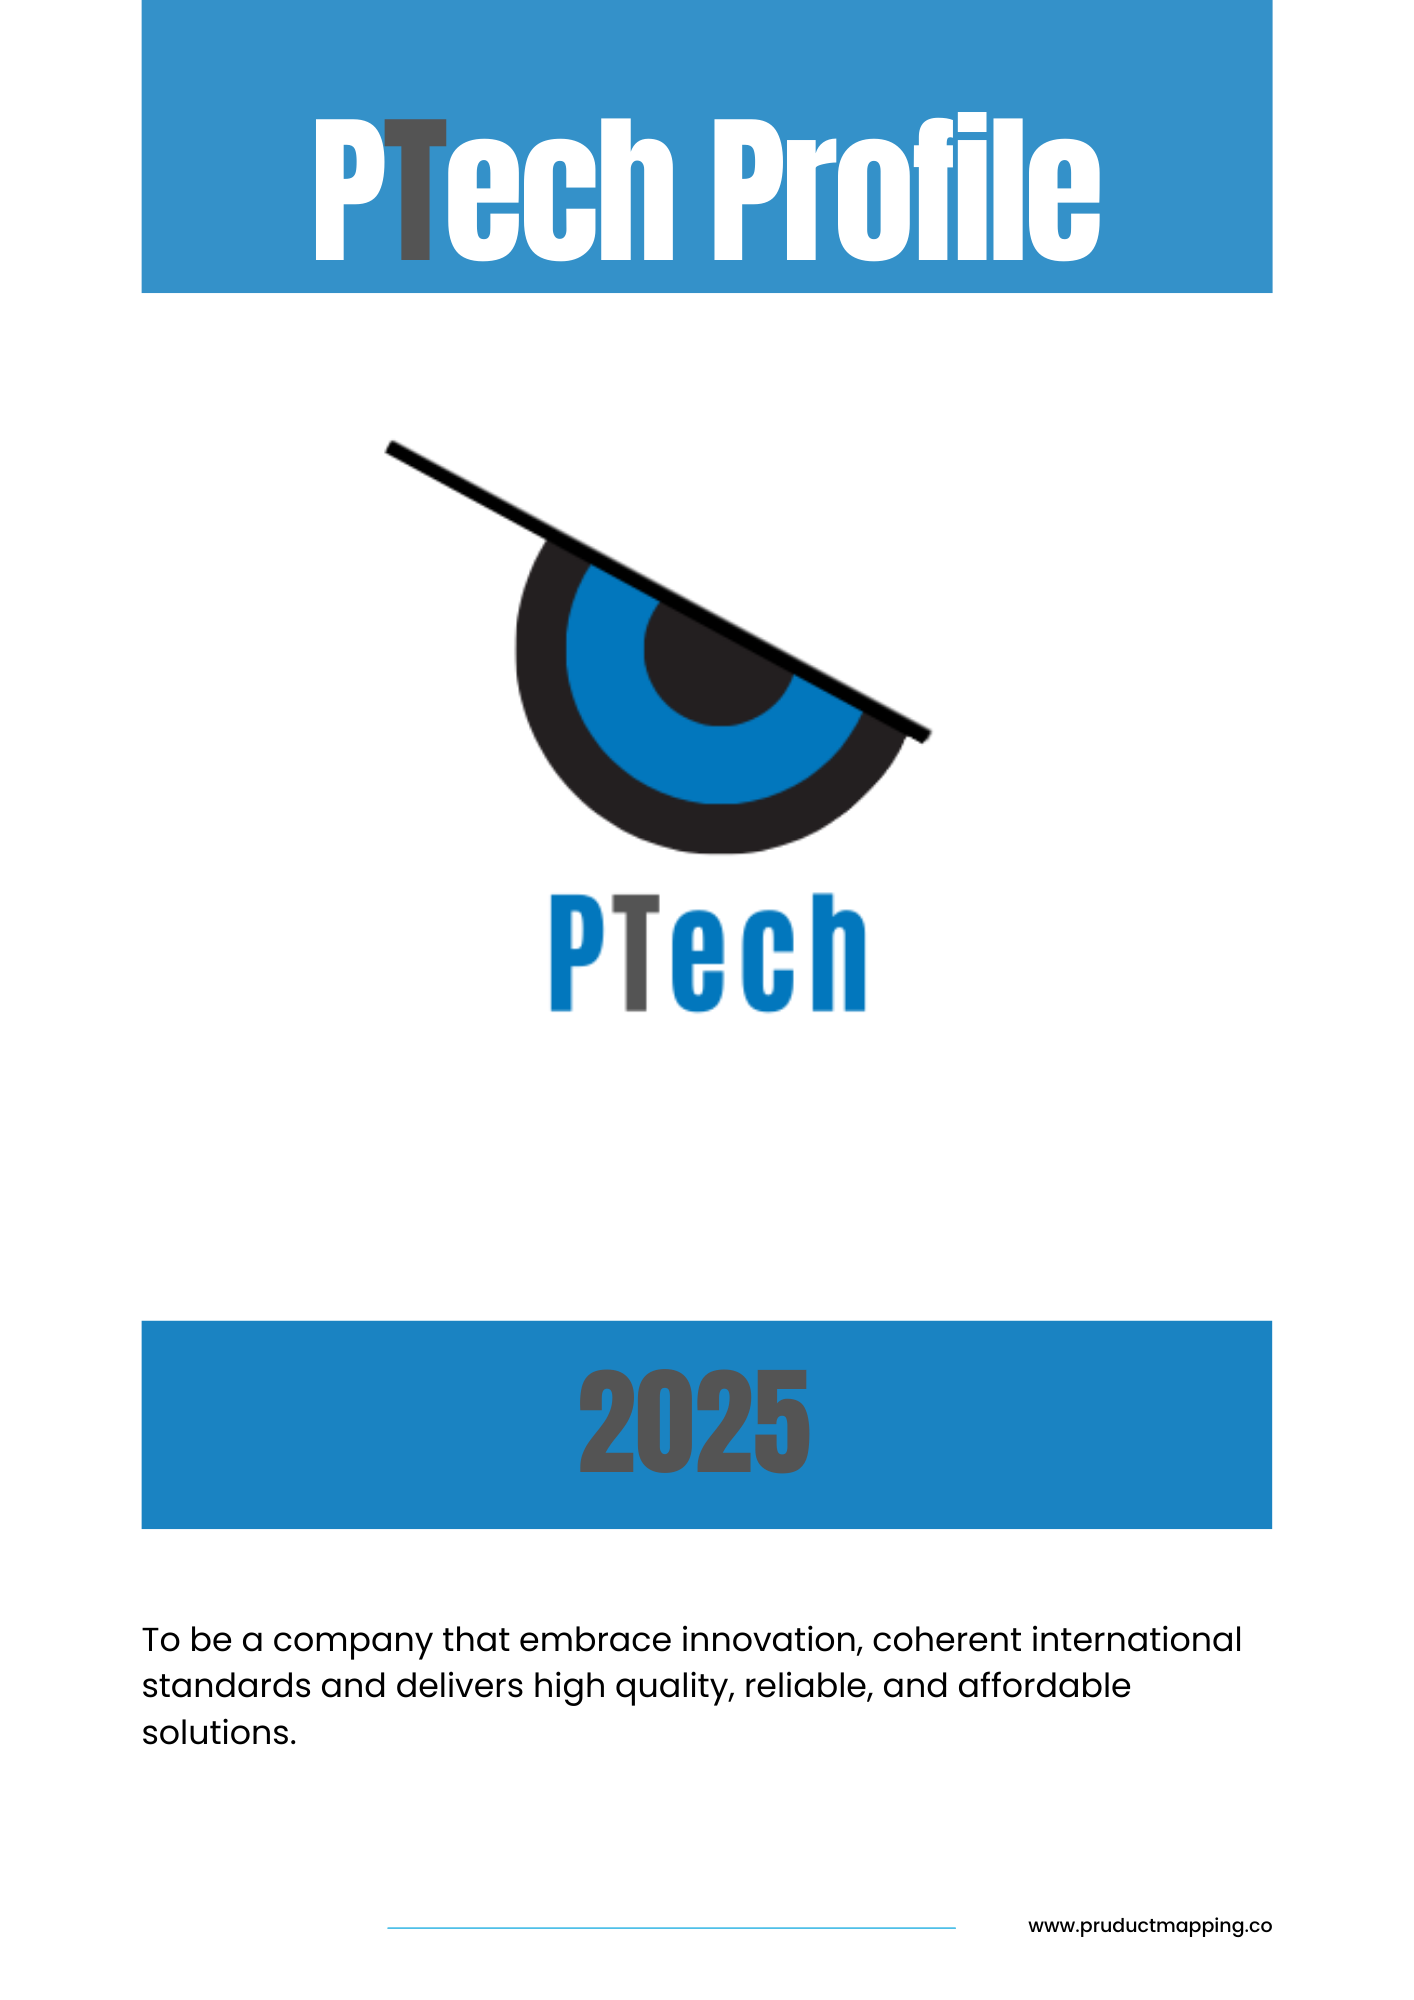 PTech Profile
PTech
2025
To be a company that embrace innovation, coherent international
standards and delivers high quality, reliable, and affordable
solutions.
www.pruductmapping.co